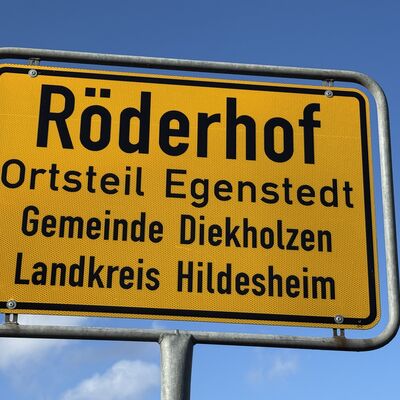 Röderhof
Ortsteil Egenstedt
Gemeinde Diekholzen
Landkreis Hildesheim